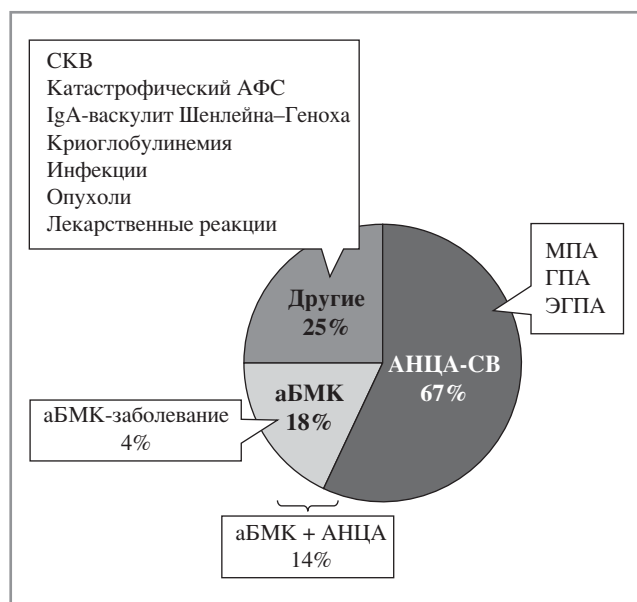 СКВ
Катастрофический АФС
IgA-васкулит Шенлейна–Геноха
Криоглобулинемия
Инфекции
Опухоли
Лекарственные реакции
МПА
ГПА
ЭГПА
Другие
25%
АНЦА-СВ
67%
аБМК
18%
аБМК-заболевание
4%
аБМК + АНЦА
14%